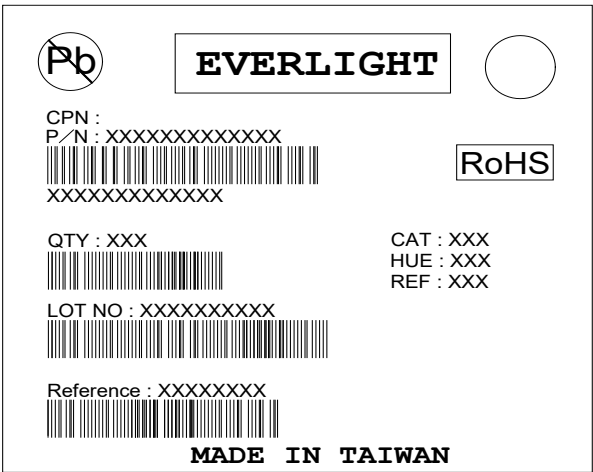 Pb
EVERLIGHT
CPN :
P/N : XXXXXXXXXXXXX
RoHS
XXXXXXXXXXXXX
QTY : XXX
CAT : XXX
HUE : XXX
REF : XXX
LOT NO : XXXXXXXXXX
Reference : XXXXXXXX
MADE IN TAIWAN